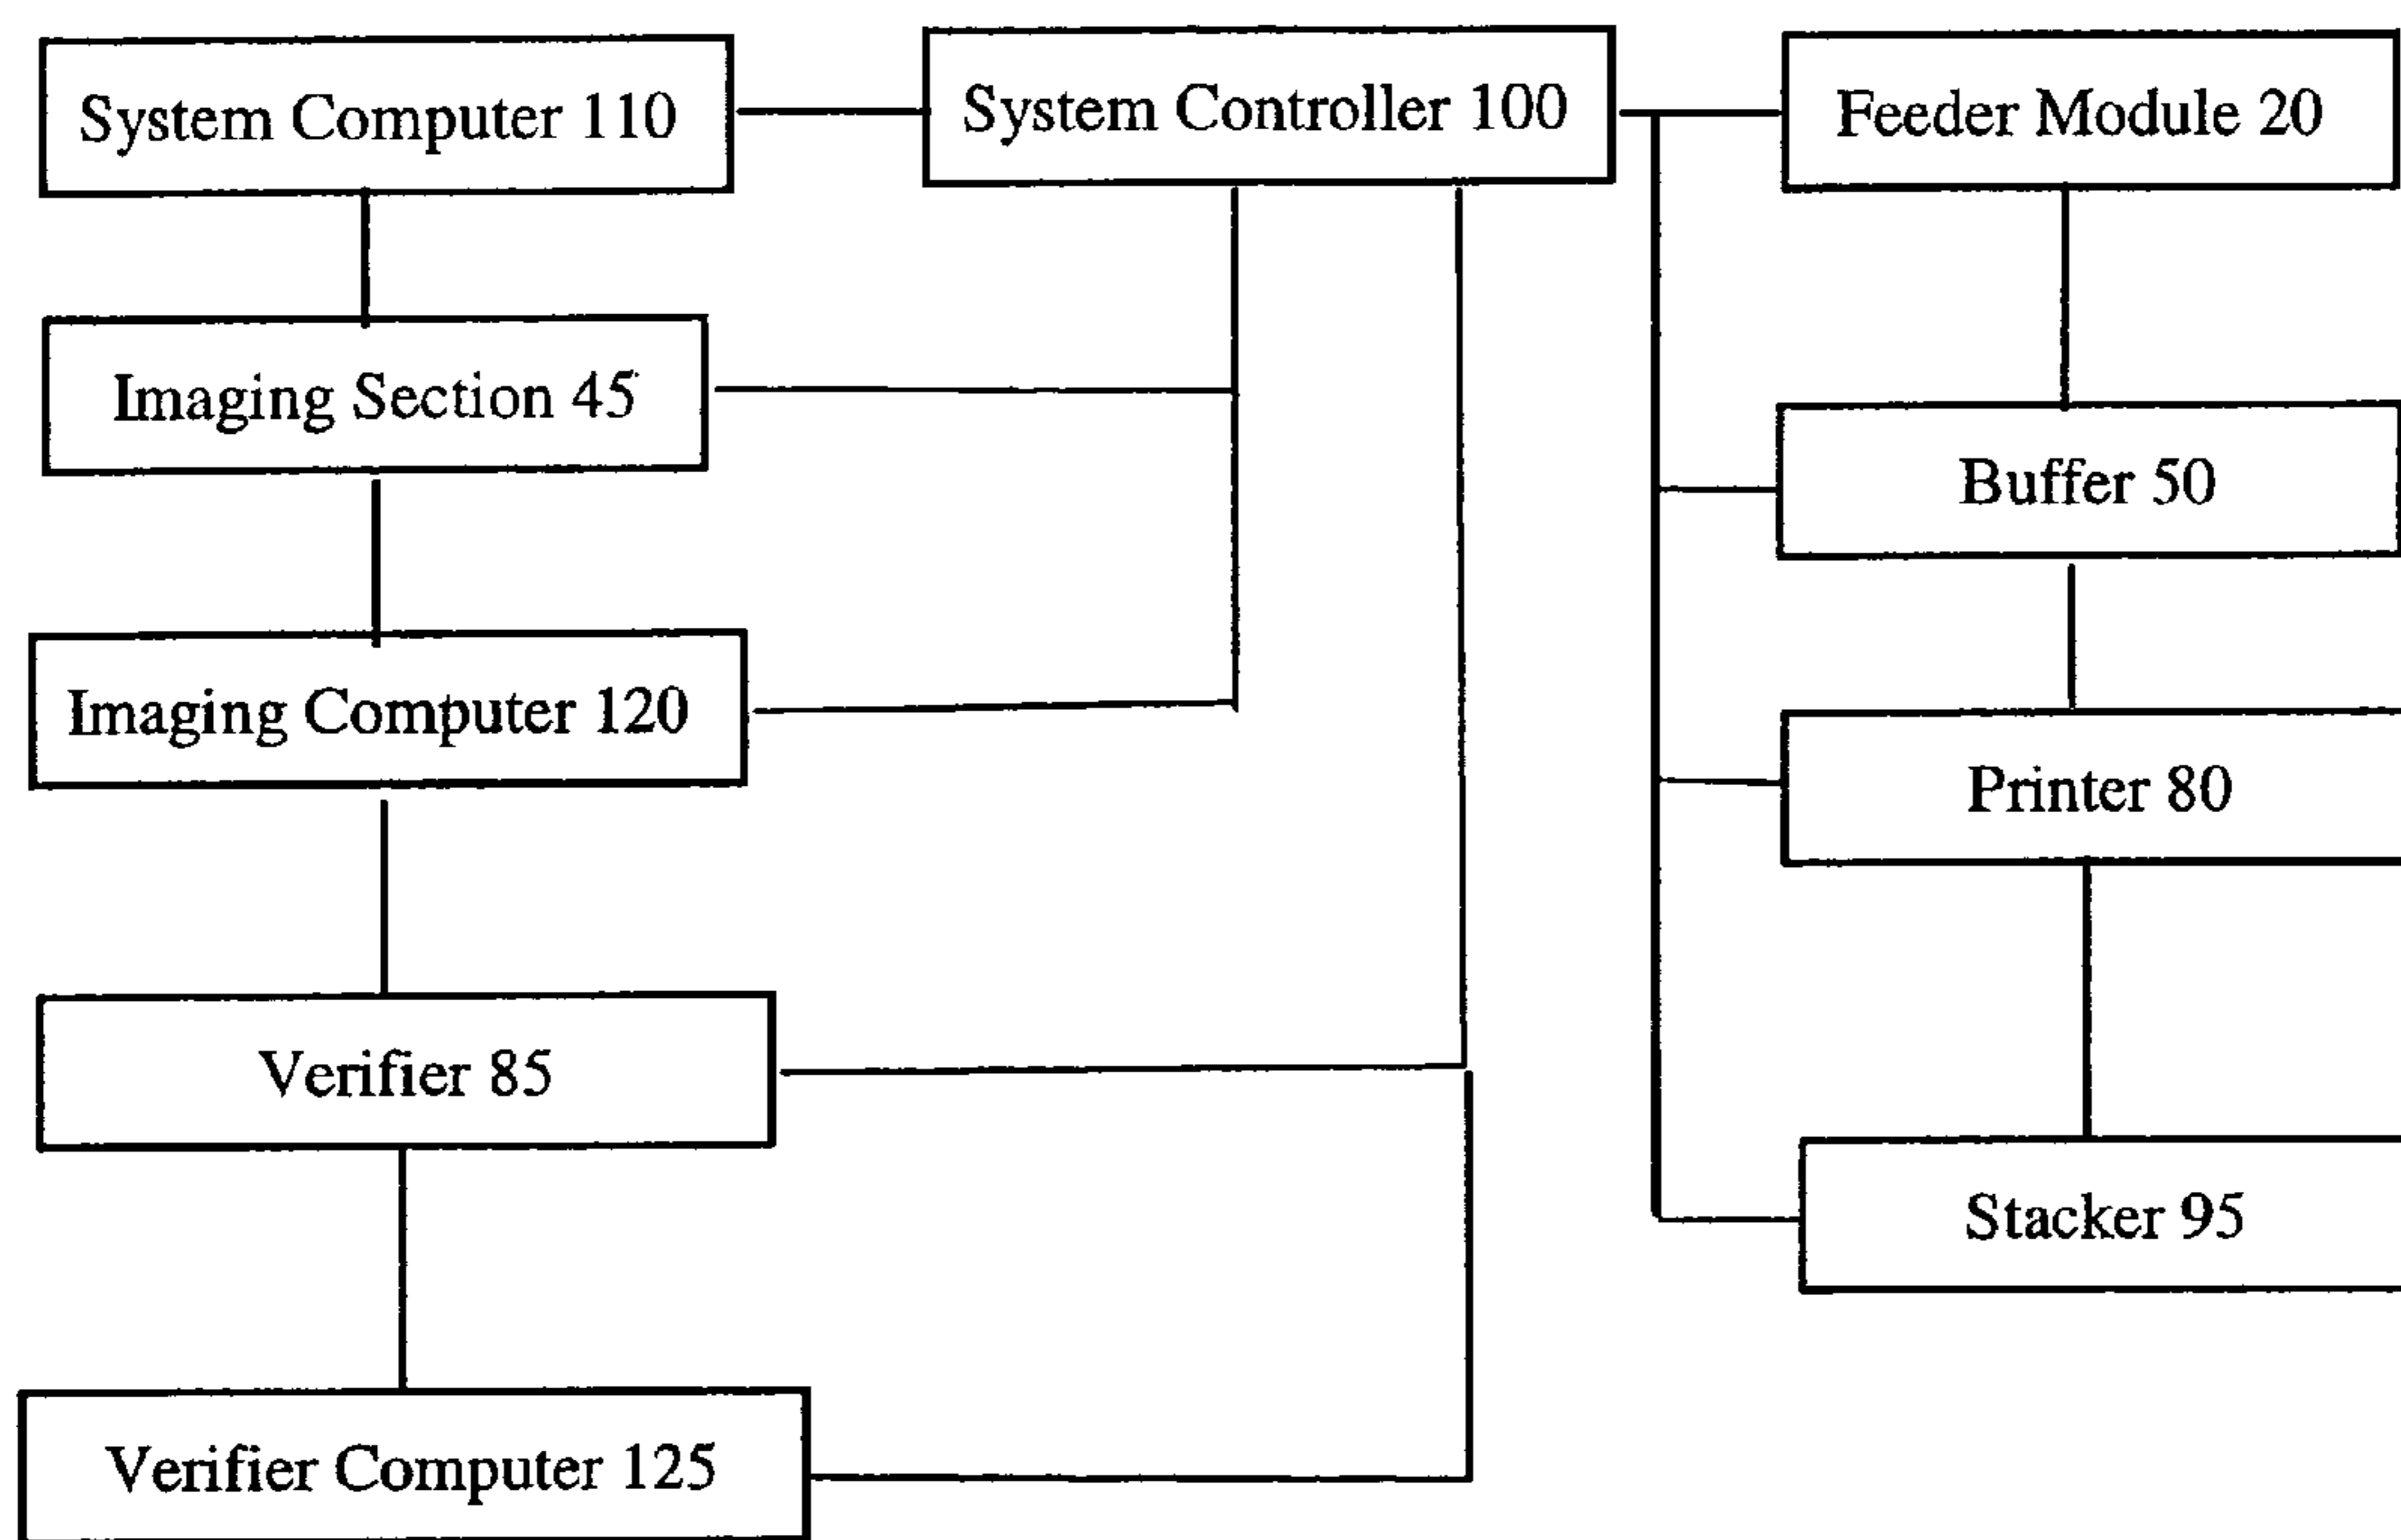 System Computer 110
System Controller 100
Feeder Module 20
Imaging Section 45
Buffer 50
Imaging Computer 120
Printer 80
Verifier 85
Stacker 95
Verifier Computer 125